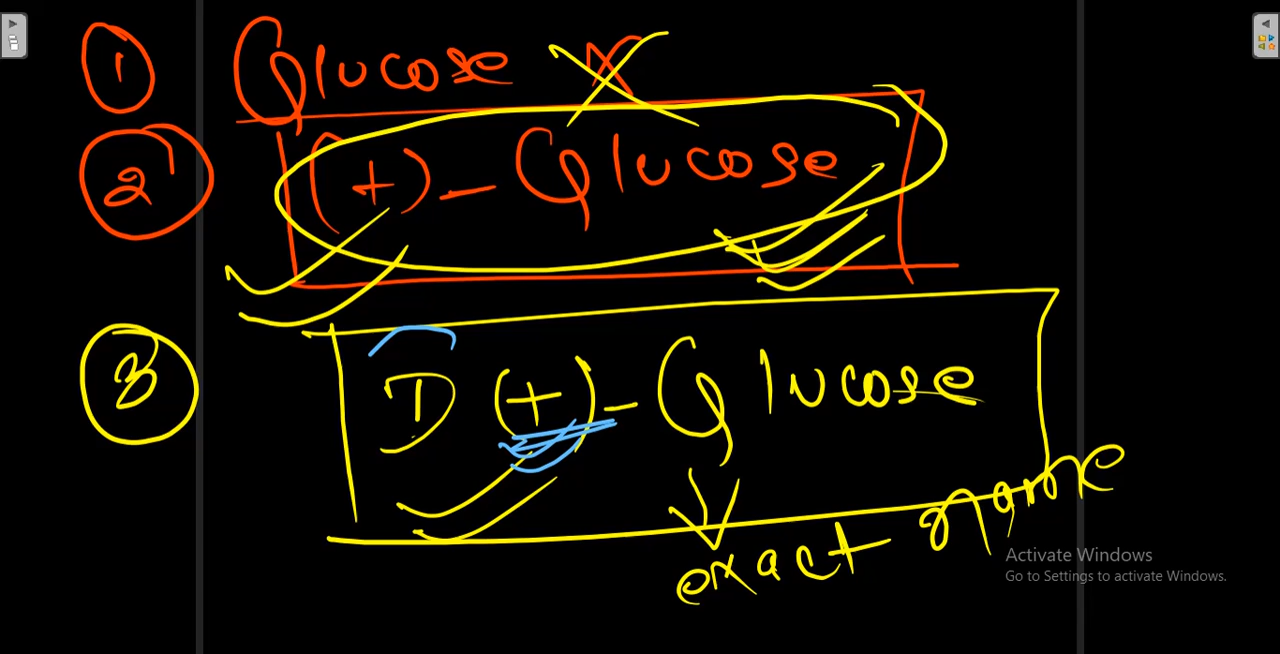 1 Glucose
2 (+) - Glucose
3 D (+) - Glucose
exact name
Activate Windows
Go to Settings to activate Windows.